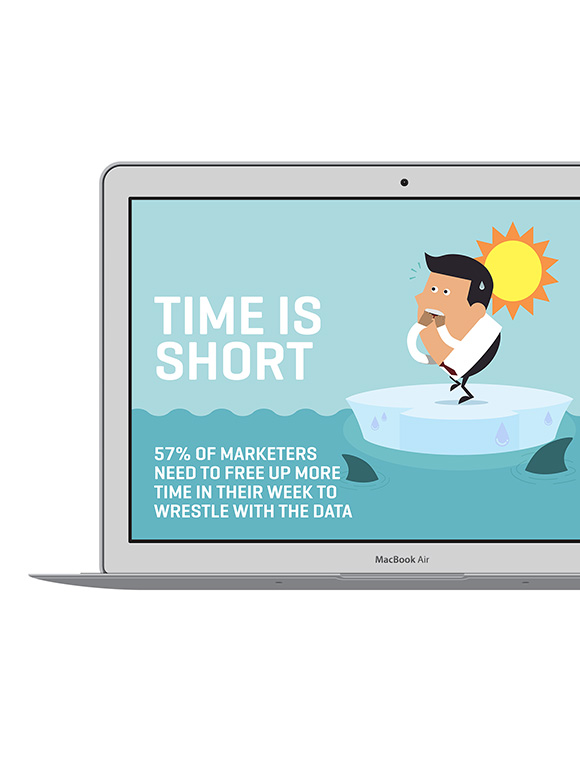 TIME IS
SHORT
57% OF MARKETERS
NEED TO FREE UP MORE
TIME IN THEIR WEEK TO
WRESTLE WITH THE DATA
MacBook Air